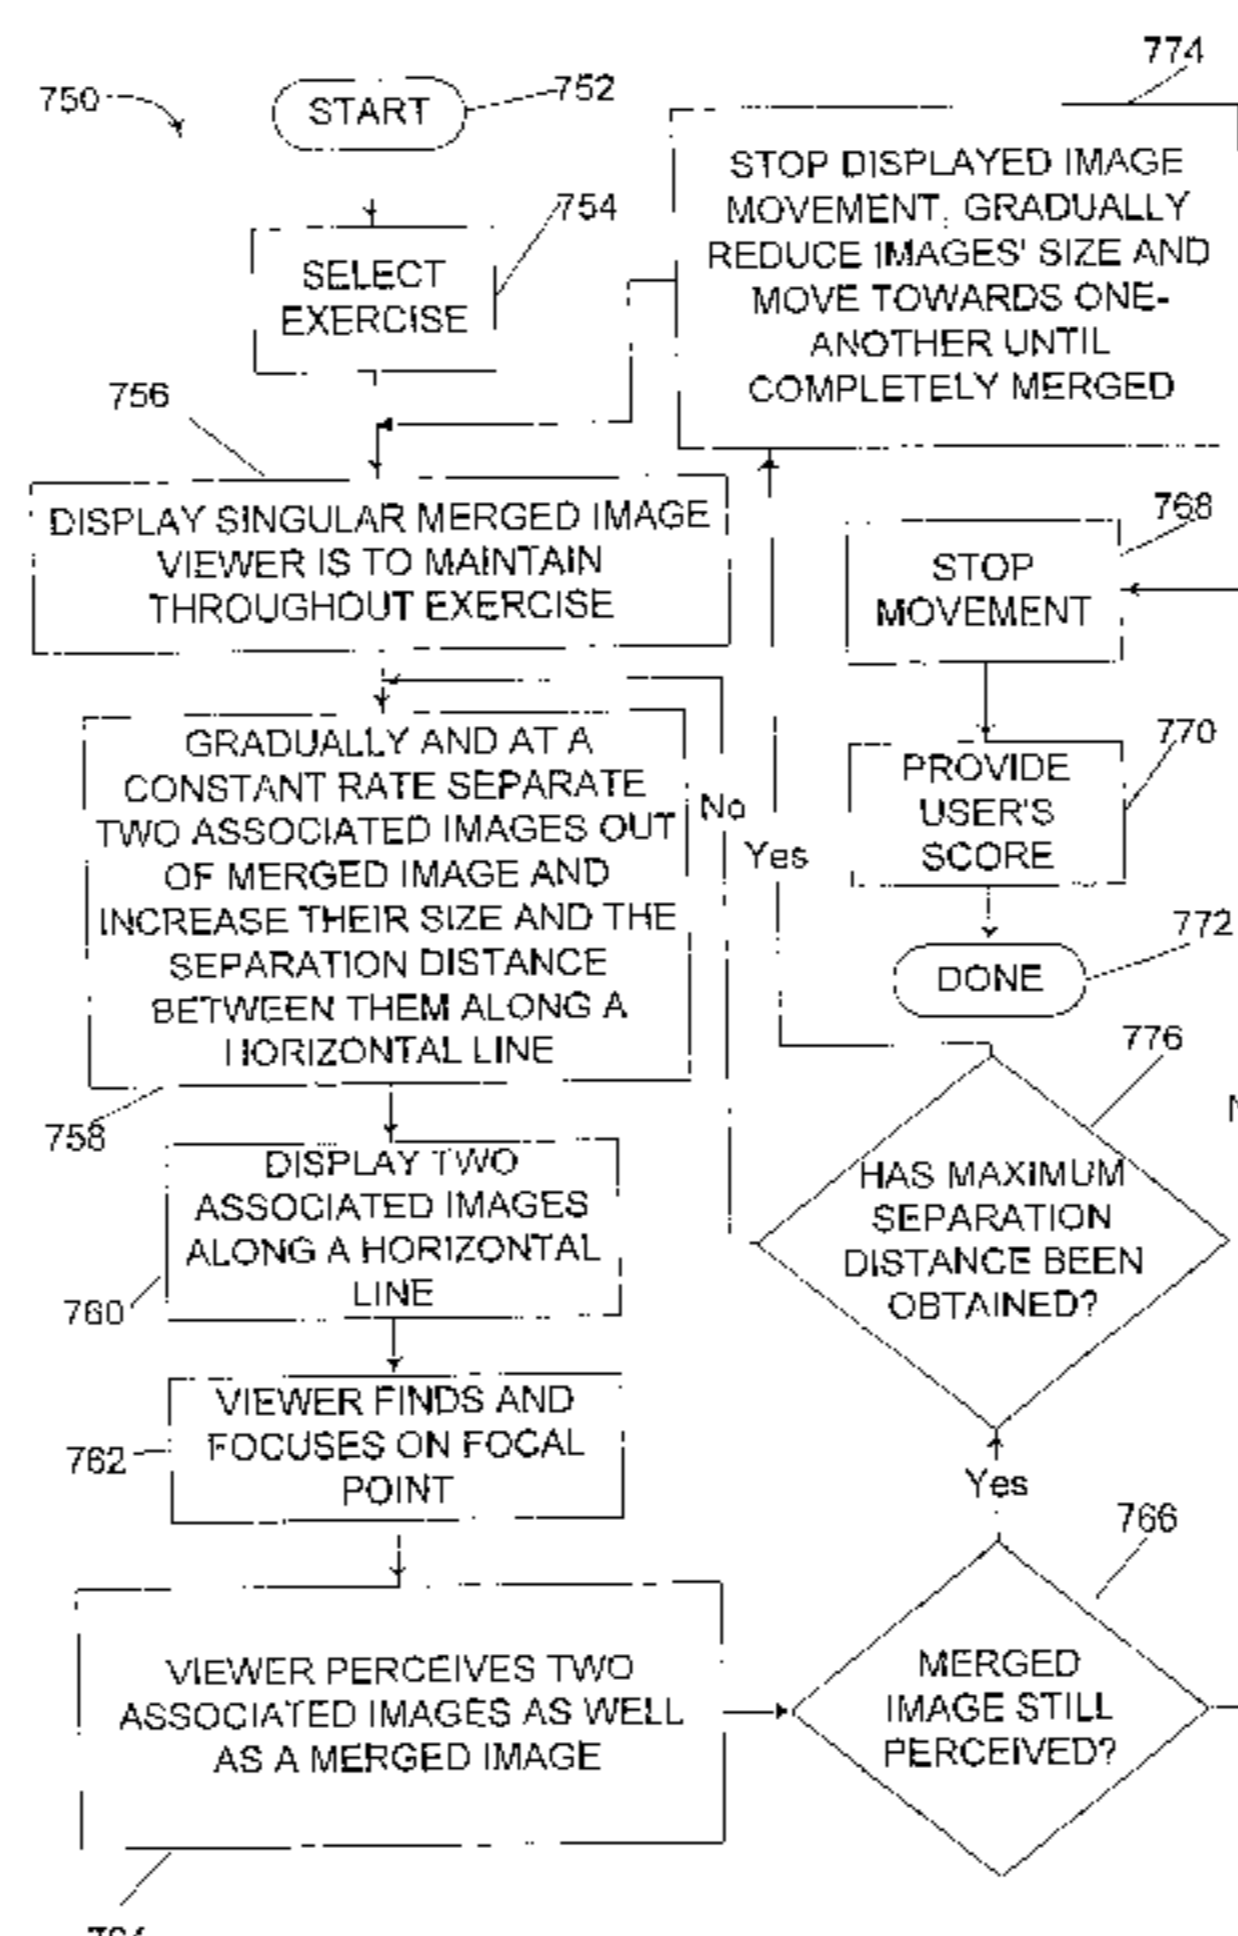 750
START
752
SELECT
EXERCISE
754
756
DISPLAY SINGULAR MERGED IMAGE
VIEWER IS TO MAINTAIN
THROUGHOUT EXERCISE
GRADUALLY AND AT A
CONSTANT RATE SEPARATE
TWO ASSOCIATED IMAGES OUT
OF MERGED IMAGE AND
INCREASE THEIR SIZE AND THE
SEPARATION DISTANCE
BETWEEN THEM ALONG A
HORIZONTAL LINE
758
DISPLAY TWO
ASSOCIATED IMAGES
ALONG A HORIZONTAL
LINE
760
VIEWER FINDS AND
FOCUSES ON FOCAL
POINT
762
VIEWER PERCEIVES TWO
ASSOCIATED IMAGES AS WELL
AS A MERGED IMAGE
774
STOP DISPLAYED IMAGE
MOVEMENT, GRADUALLY
REDUCE IMAGES' SIZE AND
MOVE TOWARDS ONE-
ANOTHER UNTIL
COMPLETELY MERGED
768
STOP
MOVEMENT
770
PROVIDE
USER'S
SCORE
No
Yes
772
DONE
776
HAS MAXIMUM
SEPARATION
DISTANCE BEEN
OBTAINED?
Yes
766
MERGED
IMAGE STILL
PERCEIVED?